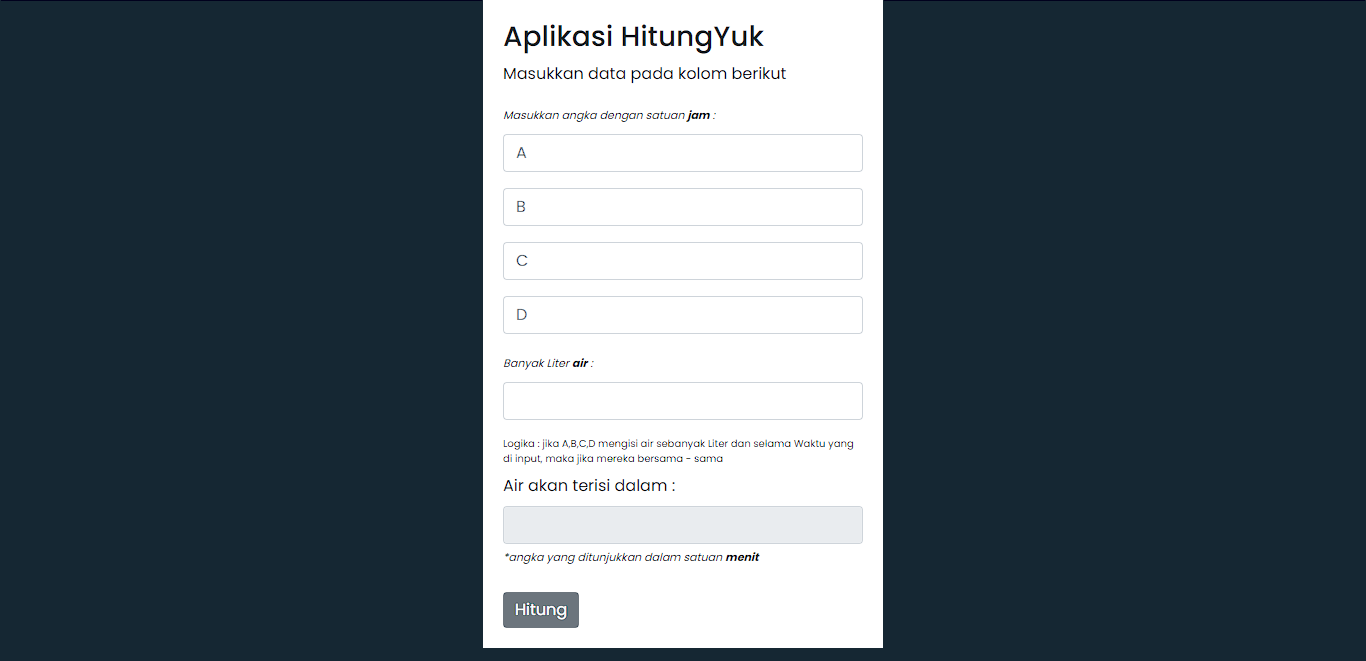 Aplikasi HitungYuk
Masukkan data pada kolom berikut
Masukkan angka dengan satuan jam :
A
B
C
D
Banyak Liter air :
Logika : jika A,B,C,D mengisi air sebanyak Liter dan selama Waktu yang
di input, maka jika mereka bersama - sama
Air akan terisi dalam :
*angka yang ditunjukkan dalam satuan menit
Hitung